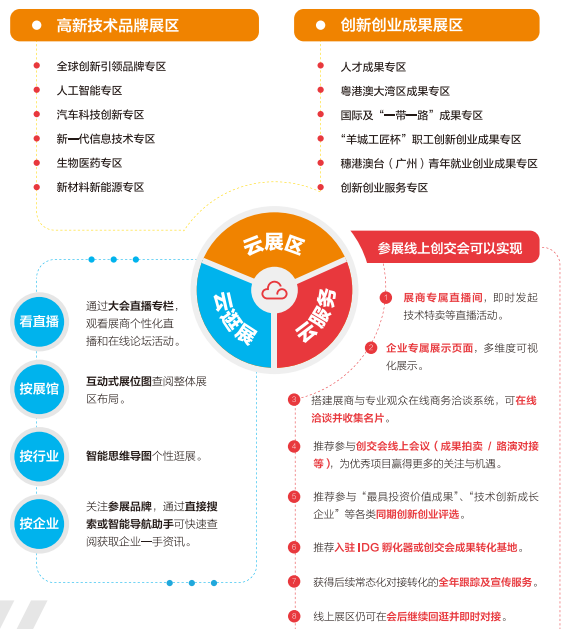 高新技术品牌展区
全球创新引领品牌专区
人工智能专区
汽车科技创新专区
新一代信息技术专区
生物医药专区
新材料新能源专区
创新创业成果展区
人才成果专区
粤港澳大湾区成果专区
国际及“一带一路”成果专区
“羊城工匠杯”职工创新创业成果专区
穗港澳台（广州）青年就业创业成果专区
创新创业服务专区
云展区
云逛展
云服务
看直播
通过大会直播专栏，
观看展商个性化直
播和在线论坛活动。
按展馆
互动式展位图查阅整体展
区布局。
按行业
智能思维导图个性逛展。
按企业
关注参展品牌，通过直接搜
索或智能导航助手可快速查
阅获取企业一手资讯。
参展线上创交会可以实现
1 展商专属直播间，即时发起
技术特卖等直播活动。
2 企业专属展示页面，多维度可视
化展示。
3 搭建展商与专业观众在线商务洽谈系统，可在线
洽谈并收集名片。
4 推荐参与创交会线上会议（成果拍卖 / 路演对接
等），为优秀项目赢得更多的关注与机遇。
5 推荐参与“最具投资价值成果”、“技术创新成长
企业”等各类同期创新创业评选。
6 推荐入驻IDG孵化器或创交会成果转化基地。
7 获得后续常态化对接转化的全年跟踪及宣传服务。
8 线上展区仍可在会后继续回逛并即时对接。